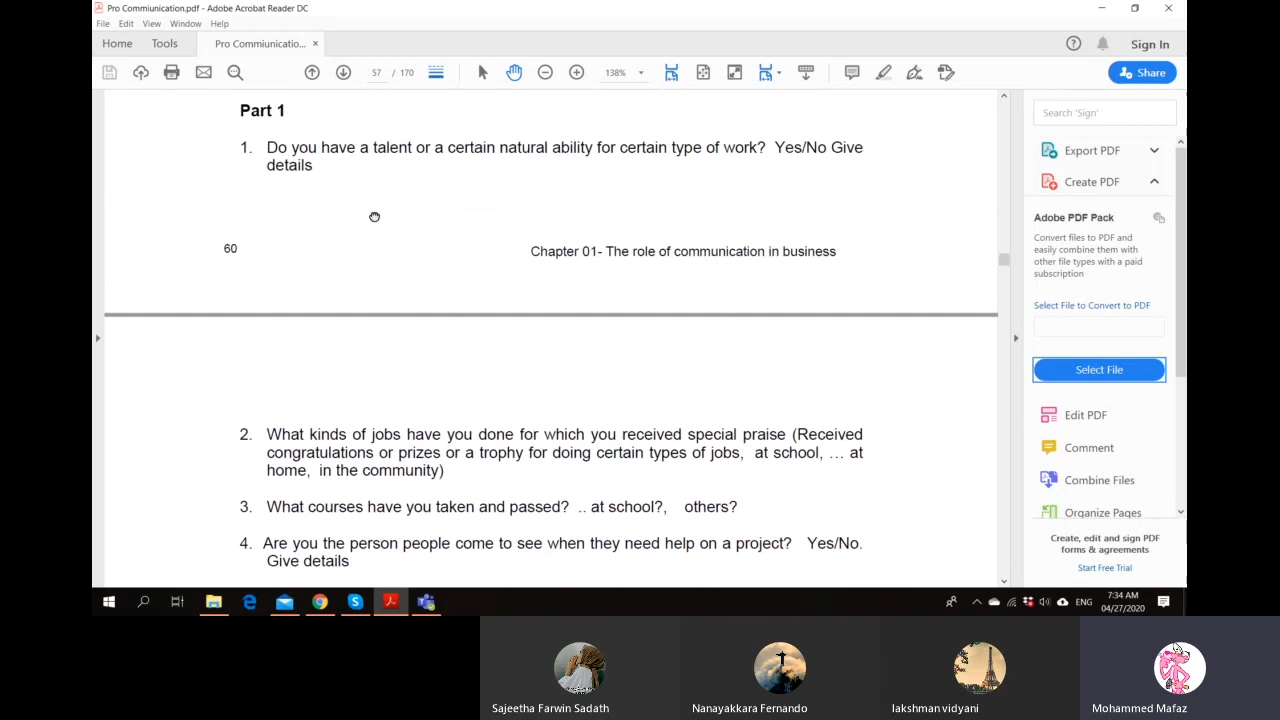 Pro Commiunication.pdf - Adobe Acrobat Reader DC
File Edit View Window Help
Home Tools Pro Commiunicatio... ×
Sign In
57 / 170
138%
Share
Part 1
1. Do you have a talent or a certain natural ability for certain type of work? Yes/No Give
details
60
Chapter 01- The role of communication in business
2. What kinds of jobs have you done for which you received special praise (Received
congratulations or prizes or a trophy for doing certain types of jobs, at school, … at
home, in the community)
3. What courses have you taken and passed? .. at school?, others?
4. Are you the person people come to see when they need help on a project? Yes/No.
Give details
Search 'Sign'
Export PDF
Create PDF
Adobe PDF Pack
Convert files to PDF and
easily combine them with
other file types with a paid
subscription
Select File to Convert to PDF
Select File
Edit PDF
Comment
Combine Files
Organize Pages
Create, edit and sign PDF
forms & agreements
Start Free Trial
ENG
7:34 AM
04/27/2020
Sajeetha Farwin Sadath
Nanayakkara Fernando
lakshman vidyani
Mohammed Mafaz